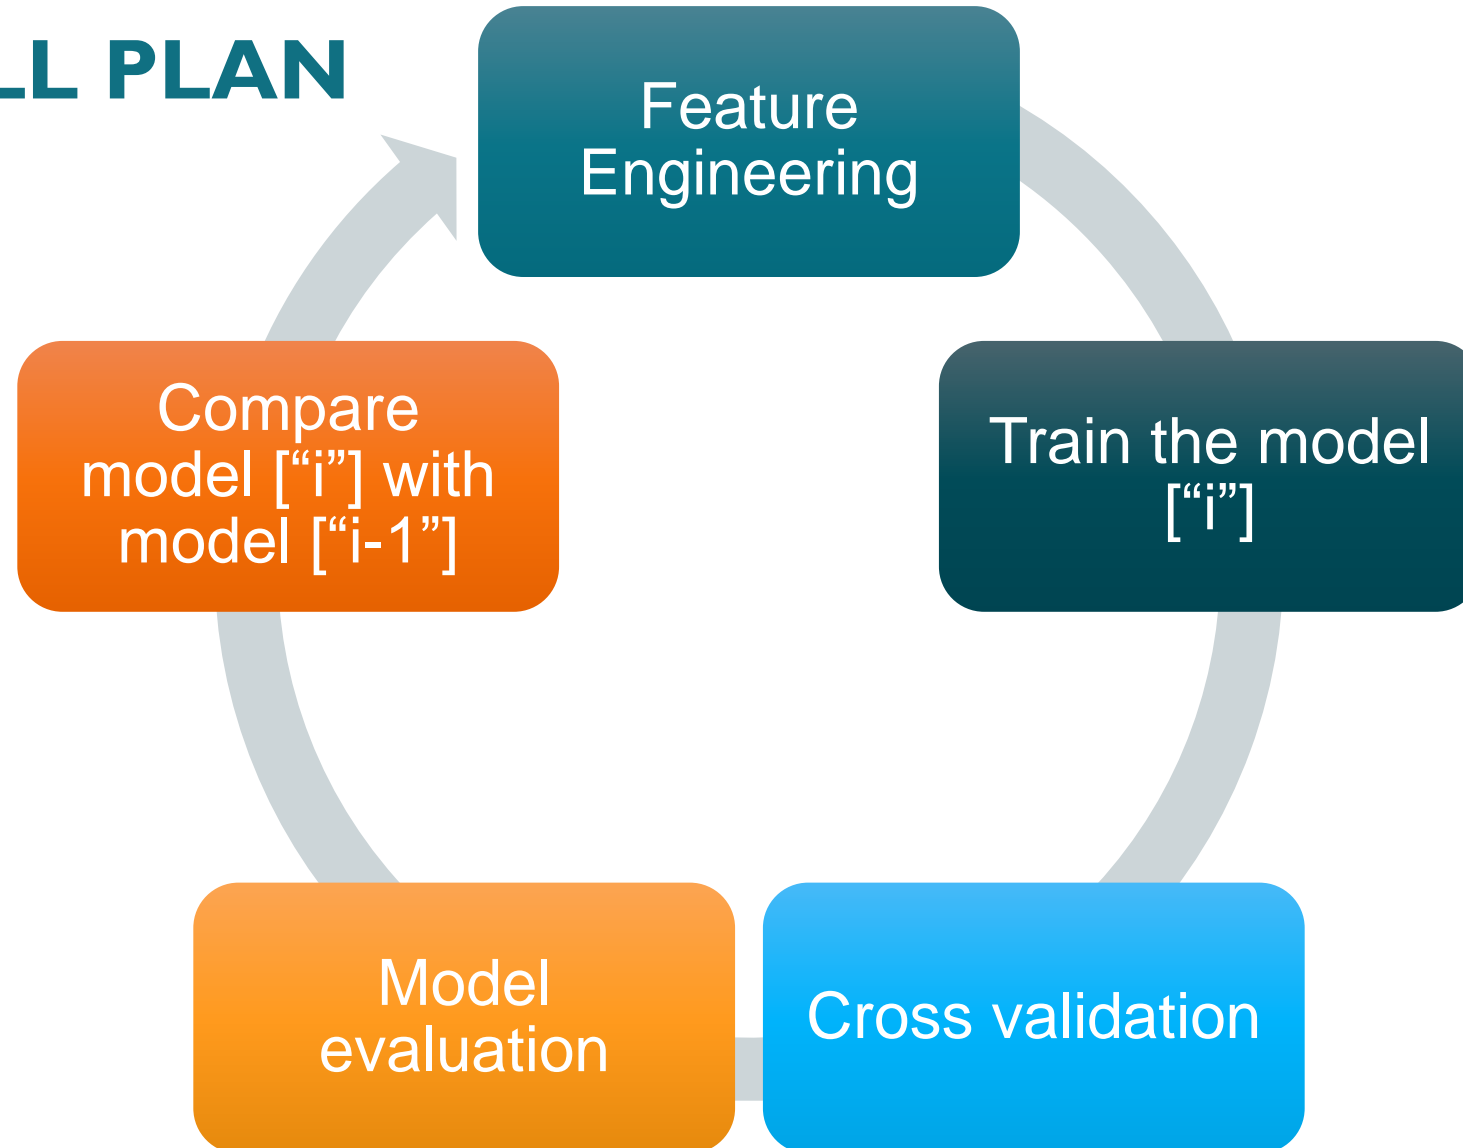 LL PLAN
Feature
Engineering
Train the model
[“i”]
Cross validation
Model
evaluation
Compare
model [“i”] with
model [“i-1”]